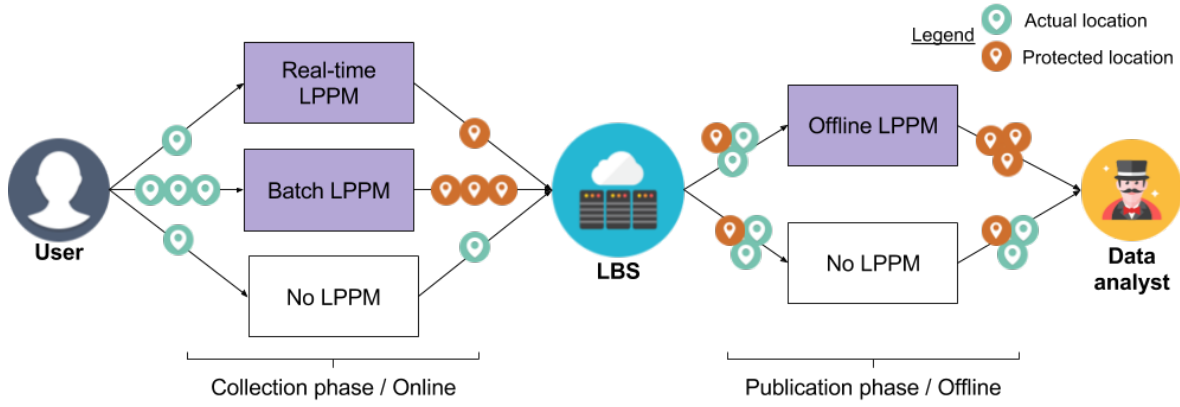 Legend
Actual location
Protected location
Real-time
LPPM
Batch LPPM
No LPPM
User
LBS
Offline LPPM
No LPPM
Data
analyst
Collection phase / Online
Publication phase / Offline